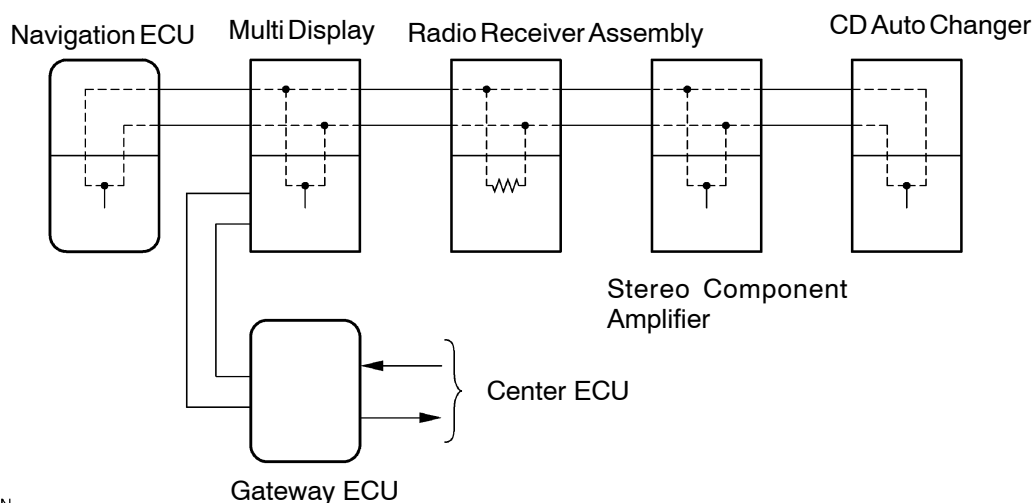 Navigation ECU
Multi Display
Radio Receiver Assembly
CD Auto Changer
Stereo Component
Amplifier
Center ECU
Gateway ECU
N